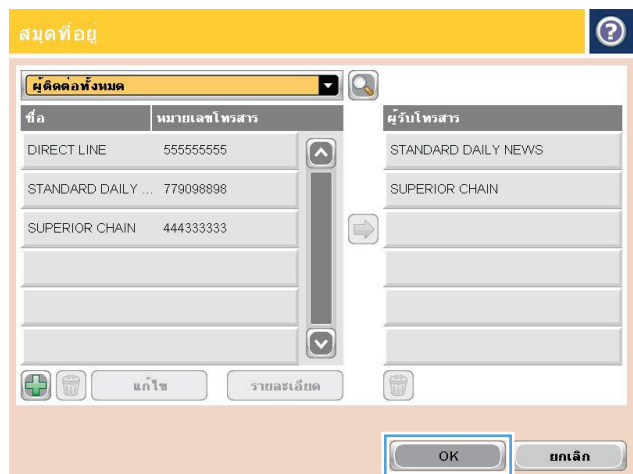 สมุดที่อยู่
?
ผู้ติดต่อทั้งหมด
ชื่อ หมายเลขโทรสาร ผู้รับโทรสาร
DIRECT LINE 555555555 STANDARD DAILY NEWS
STANDARD DAILY ... 779098898 SUPERIOR CHAIN
SUPERIOR CHAIN 444333333
แก้ไข รายละเอียด
OK ยกเลิก